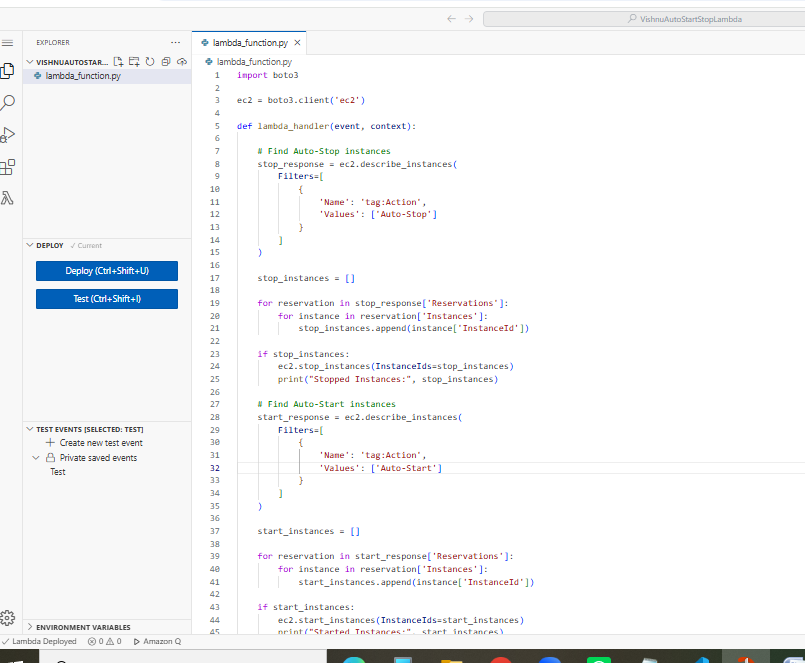 VishnuAutoStartStopLambda
EXPLORER
VISHNUAUTOSTAR...
lambda_function.py
DEPLOY ✓ Current
Deploy (Ctrl+Shift+U)
Test (Ctrl+Shift+I)
TEST EVENTS [SELECTED: TEST]
Create new test event
Private saved events
Test
ENVIRONMENT VARIABLES
lambda_function.py
lambda_function.py
1 import boto3
2
3 ec2 = boto3.client('ec2')
4
5 def lambda_handler(event, context):
6
7 # Find Auto-Stop instances
8 stop_response = ec2.describe_instances(
9 Filters=[
10 {
11 'Name': 'tag:Action',
12 'Values': ['Auto-Stop']
13 }
14 ]
15 )
16
17 stop_instances = []
18
19 for reservation in stop_response['Reservations']:
20 for instance in reservation['Instances']:
21 stop_instances.append(instance['InstanceId'])
22
23 if stop_instances:
24 ec2.stop_instances(InstanceIds=stop_instances)
25 print("Stopped Instances:", stop_instances)
26
27 # Find Auto-Start instances
28 start_response = ec2.describe_instances(
29 Filters=[
30 {
31 'Name': 'tag:Action',
32 'Values': ['Auto-Start']
33 }
34 ]
35 )
36
37 start_instances = []
38
39 for reservation in start_response['Reservations']:
40 for instance in reservation['Instances']:
41 start_instances.append(instance['InstanceId'])
42
43 if start_instances:
44 ec2.start_instances(InstanceIds=start_instances)
45 print("Started Instances:", start_instances)
Lambda Deployed 0 0 Amazon Q